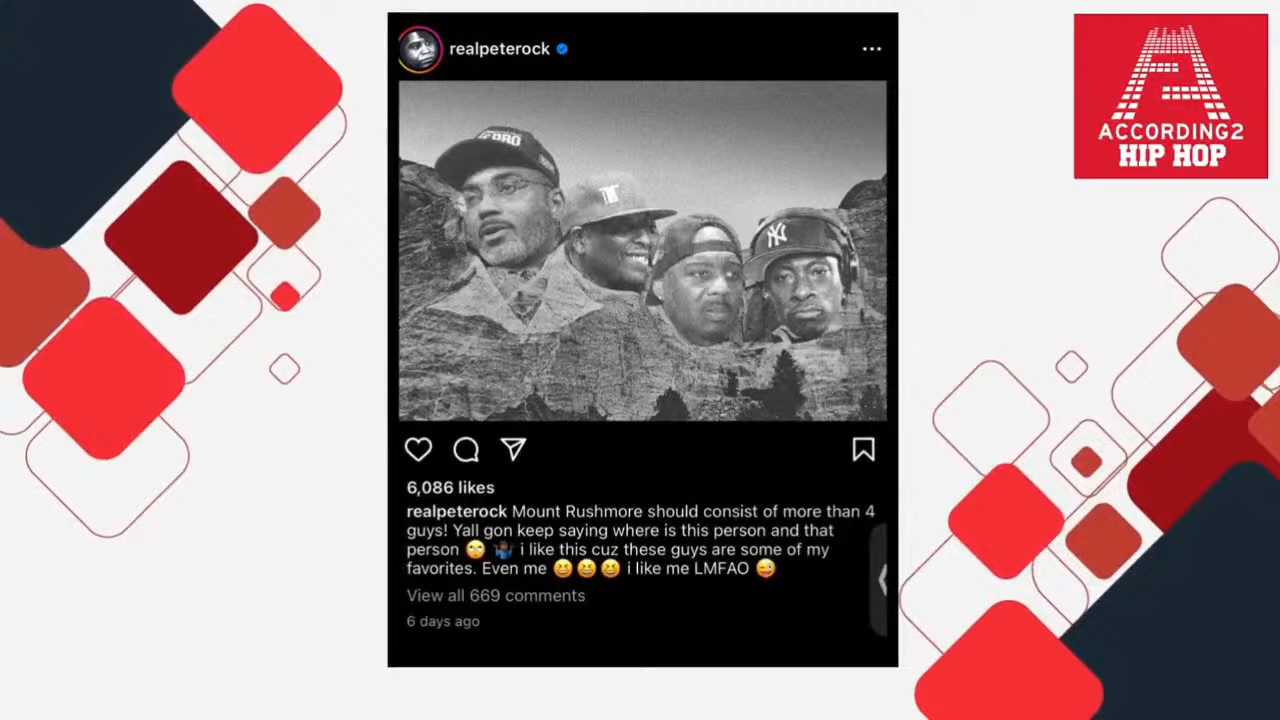 realpeterock
ACCORDING2
HIP HOP
NY
6,086 likes
realpeterock Mount Rushmore should consist of more than 4
guys! Yall gon keep saying where is this person and that
person 🙄 🤷🏾‍♂️ i like this cuz these guys are some of my
favorites. Even me 😆😆😆 i like me LMFAO 😜
View all 669 comments
6 days ago